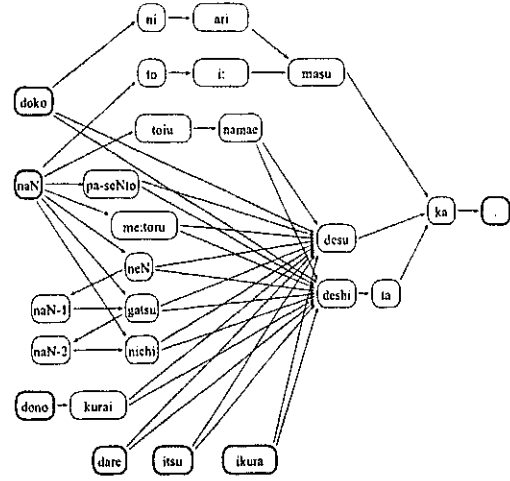 ni ari
to i: masu
doko
toiu namae
naN pa-seNto ka .
me:toru
desu
neN
naN-1 gatsu deshi ta
naN-2 nichi
dono kurai
dare itsu ikura